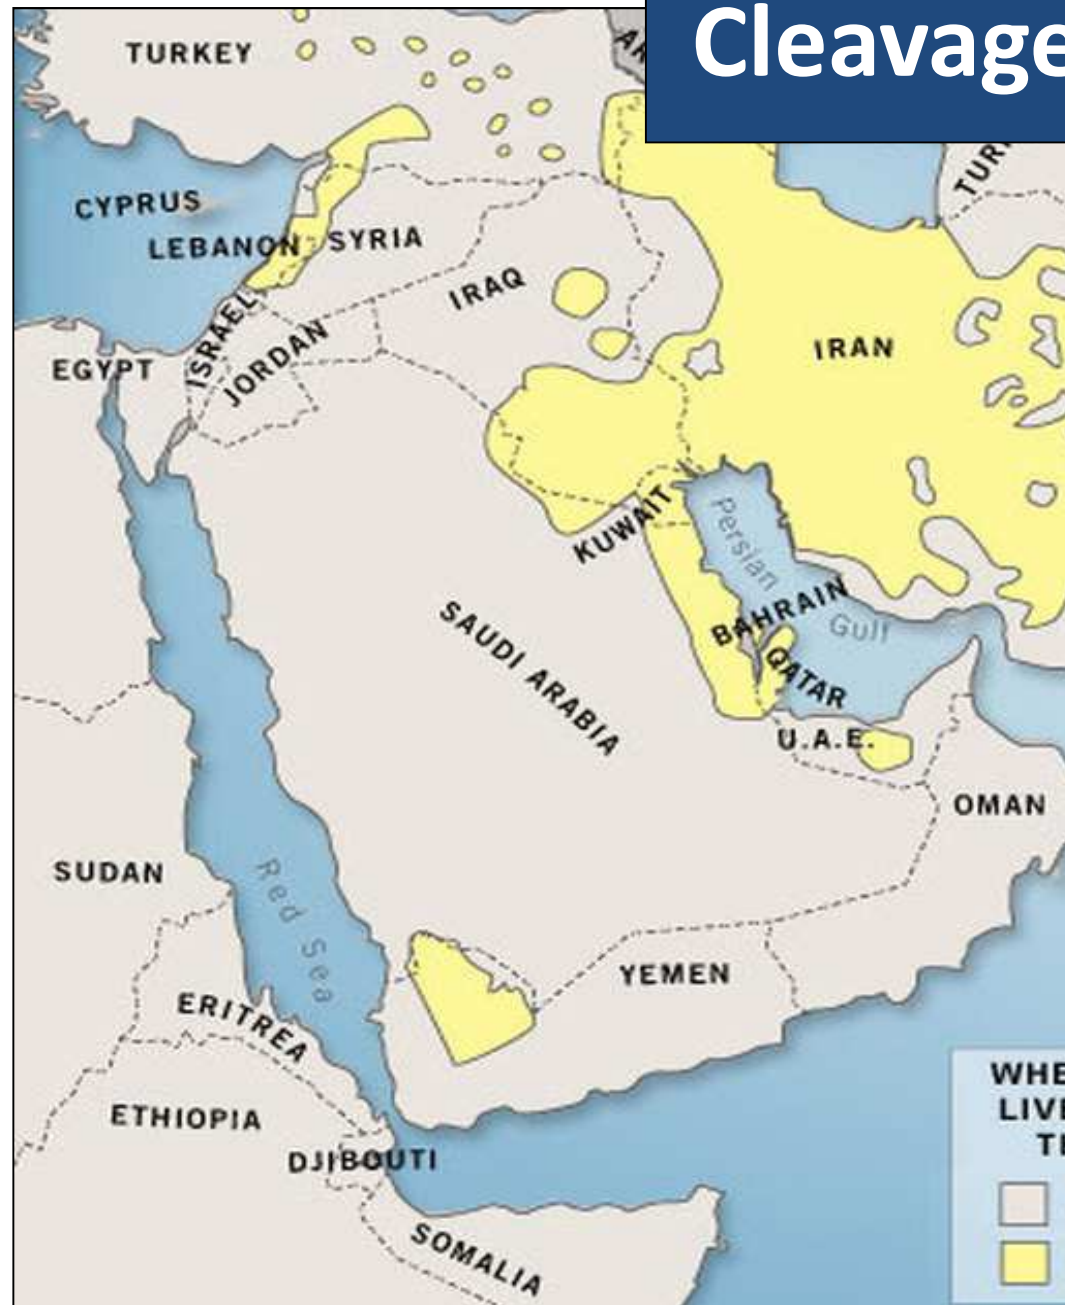 Cleavage
TURKEY
CYPRUS
LEBANON
SYRIA
IRAQ
IRAN
ISRAEL
JORDAN
EGYPT
KUWAIT
Persian
Gulf
BAHRAIN
QATAR
SAUDI ARABIA
U.A.E.
OMAN
SUDAN
Red Sea
YEMEN
ERITREA
ETHIOPIA
DJIBOUTI
SOMALIA